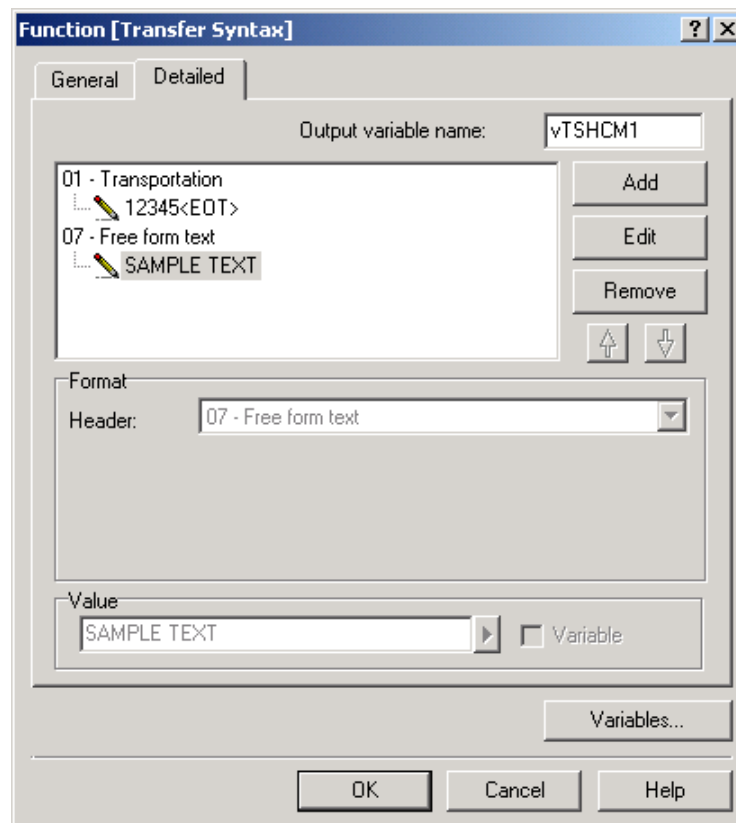 Function [Transfer Syntax]
General Detailed
Output variable name: vTSHCM1
01 - Transportation
12345<EOT>
07 - Free form text
SAMPLE TEXT
Add
Edit
Remove
Format
Header: 07 - Free form text
Value
SAMPLE TEXT Variable
Variables...
OK Cancel Help